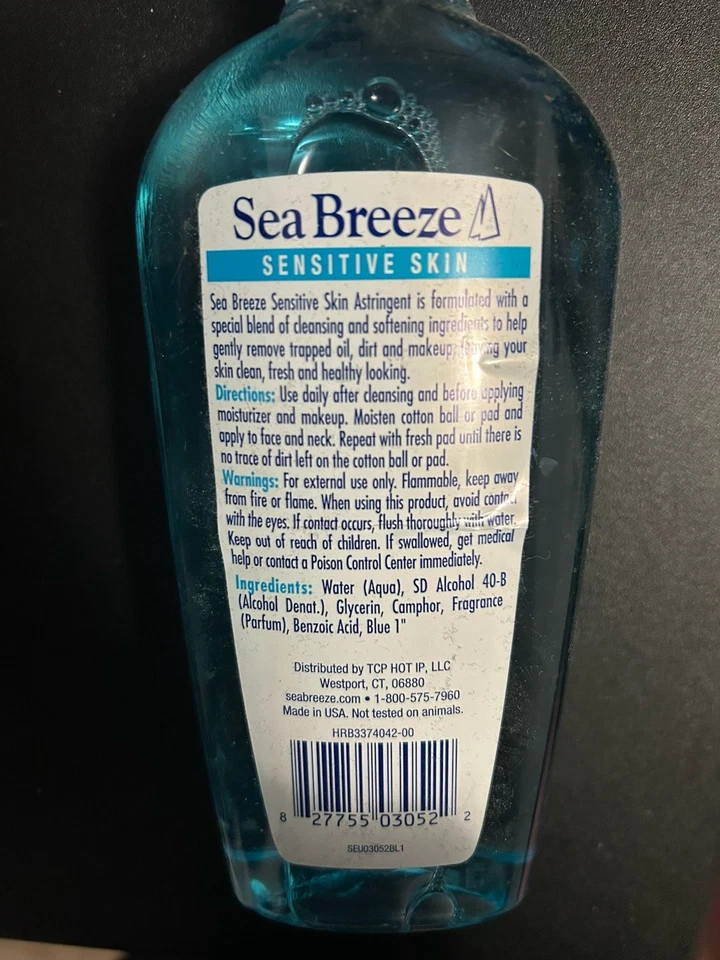 Sea Breeze
SENSITIVE SKIN
Sea Breeze Sensitive Skin Astringent is formulated with a
special blend of cleansing and softening ingredients to help
gently remove trapped oil, dirt and makeup, leaving your
skin clean, fresh and healthy looking.
Directions: Use daily after cleansing and before applying
moisturizer and makeup. Moisten cotton ball or pad and
apply to face and neck. Repeat with fresh pad until there is
no trace of dirt left on the cotton ball or pad.
Warnings: For external use only. Flammable, keep away
from fire or flame. When using this product, avoid contact
with the eyes. If contact occurs, flush thoroughly with water.
Keep out of reach of children. If swallowed, get medical
help or contact a Poison Control Center immediately.
Ingredients: Water (Aqua), SD Alcohol 40-B
(Alcohol Denat.), Glycerin, Camphor, Fragrance
(Parfum), Benzoic Acid, Blue 1"
Distributed by TCP HOT IP, LLC
Westport, CT, 06880
seabreeze.com • 1-800-575-7960
Made in USA. Not tested on animals.
HRB3374042-00
8 27755 03052 2
SEU03052BL1